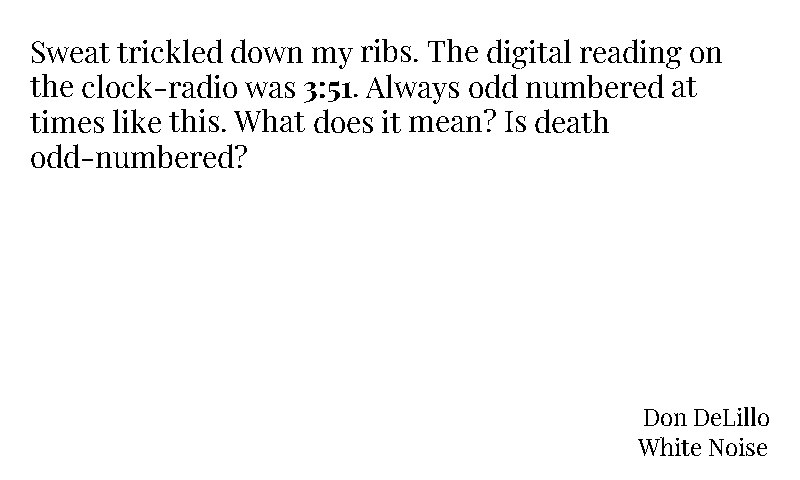 Sweat trickled down my ribs. The digital reading on
the clock-radio was 3:51. Always odd numbered at
times like this. What does it mean? Is death
odd-numbered?
Don DeLillo
White Noise